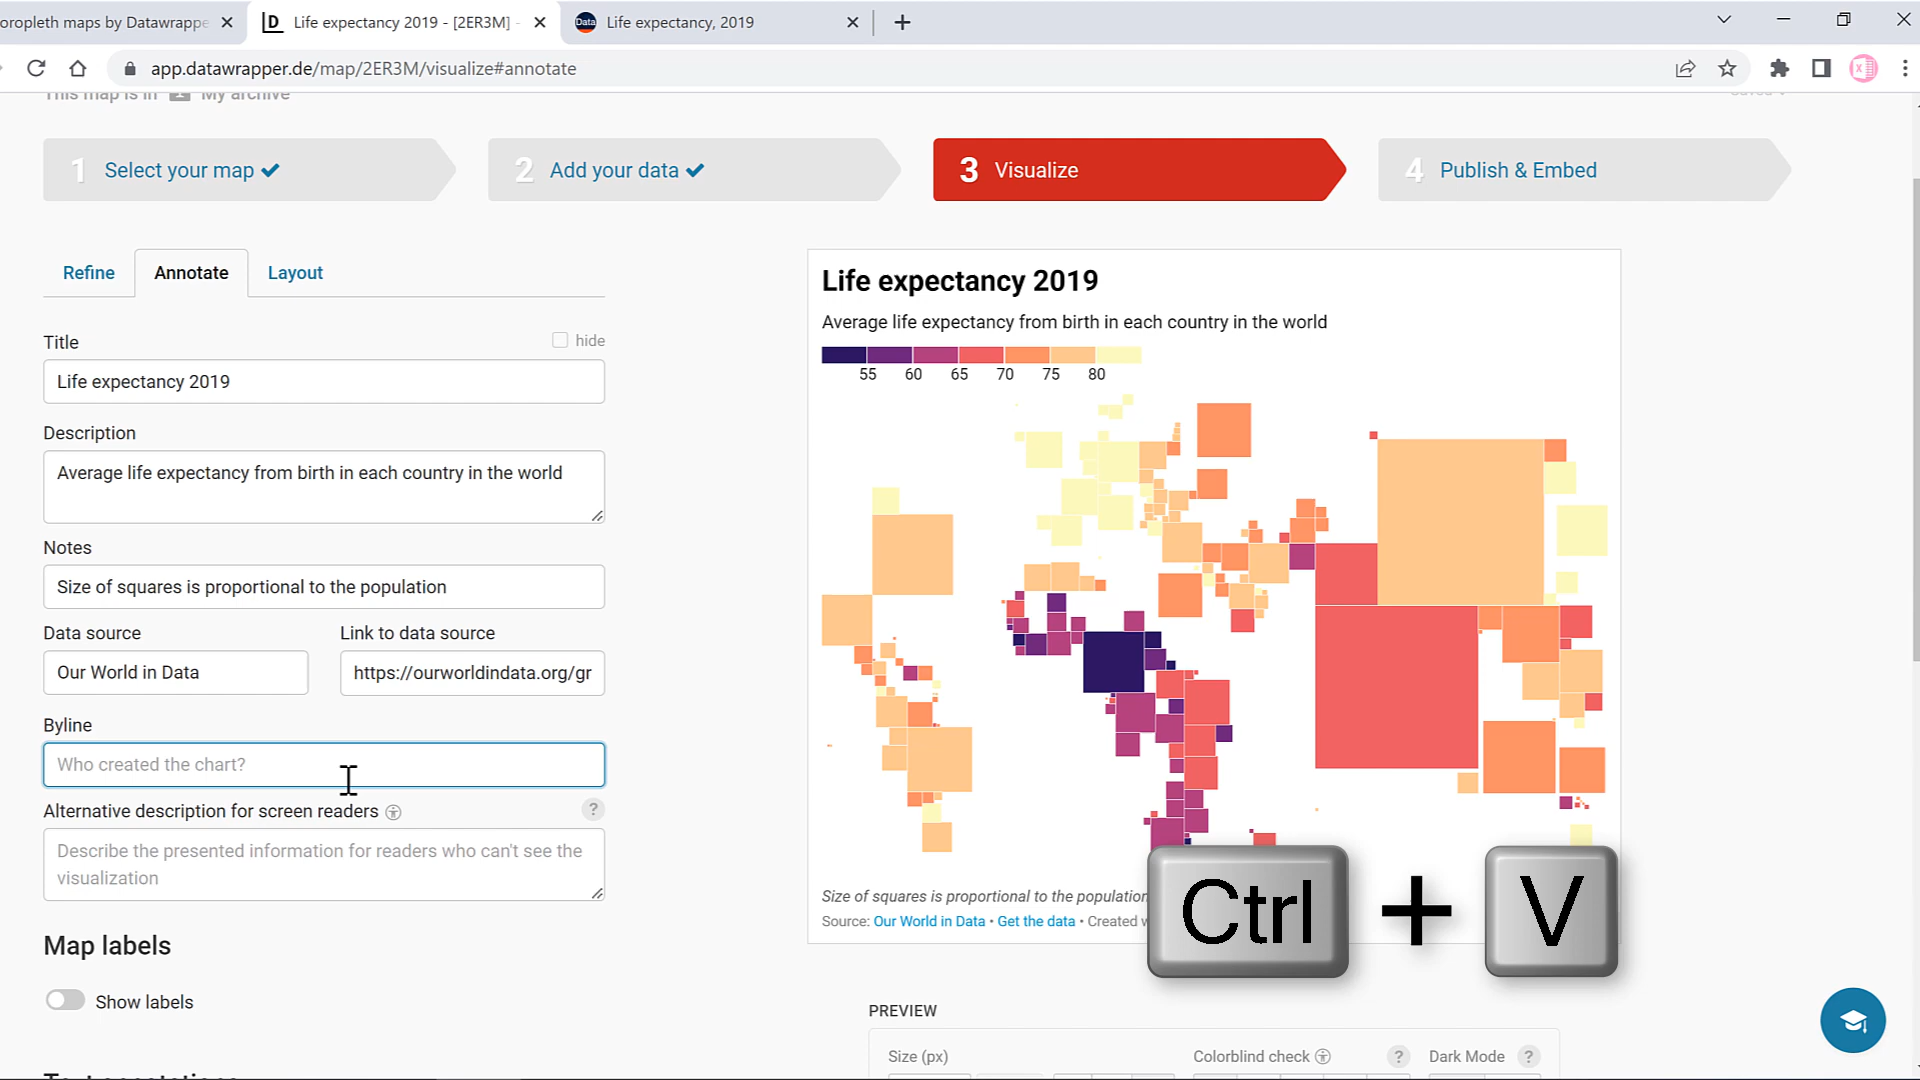 oropleth maps by Datawrappe
Life expectancy 2019 - [2ER3M] -
Life expectancy, 2019
app.datawrapper.de/map/2ER3M/visualize#annotate
This map is in My archive
1 Select your map
2 Add your data
3 Visualize
4 Publish & Embed
Refine
Annotate
Layout
Title
hide
Life expectancy 2019
Description
Average life expectancy from birth in each country in the world
Notes
Size of squares is proportional to the population
Data source
Link to data source
Our World in Data
https://ourworldindata.org/gr
Byline
Who created the chart?
Alternative description for screen readers
?
Describe the presented information for readers who can't see the
visualization
Map labels
Show labels
Life expectancy 2019
Average life expectancy from birth in each country in the world
55 60 65 70 75 80
Size of squares is proportional to the population
Source: Our World in Data • Get the data • Created w
Ctrl + V
PREVIEW
Size (px)
Colorblind check
?
Dark Mode
?